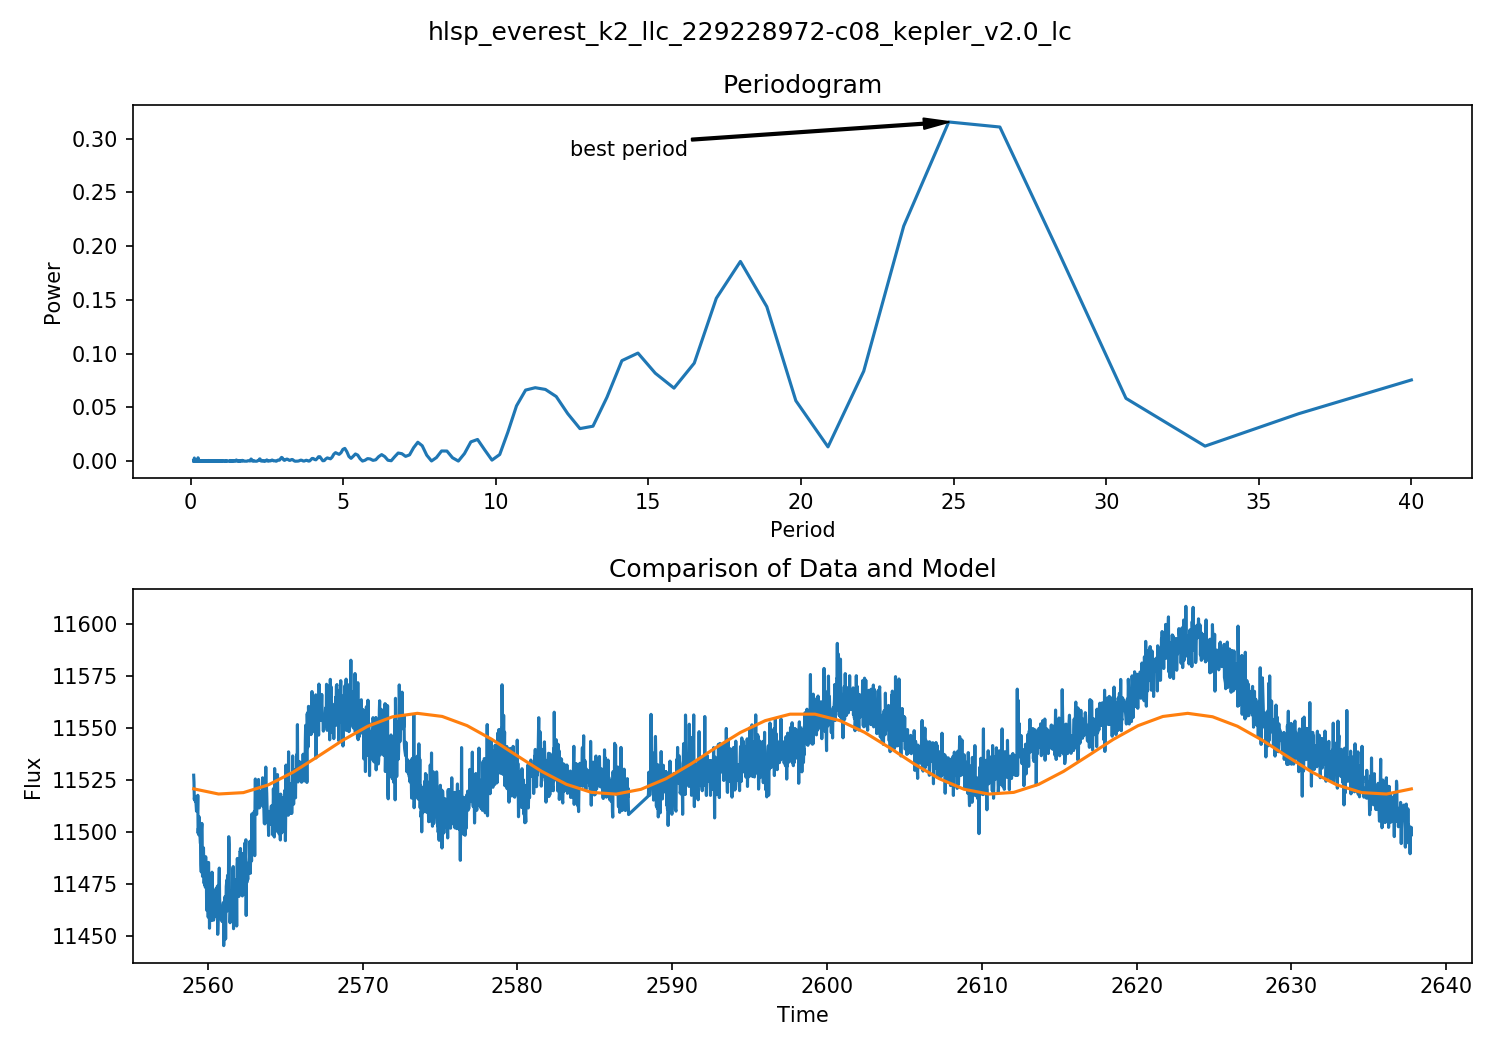 hlsp_everest_k2_llc_229228972-c08_kepler_v2.0_lc
Periodogram
best period
0.30
0.25
0.20
0.15
0.10
0.05
0.00
Power
0 5 10 15 20 25 30 35 40
Period
Comparison of Data and Model
11600
11575
11550
11525
11500
11475
11450
Flux
2560 2570 2580 2590 2600 2610 2620 2630 2640
Time